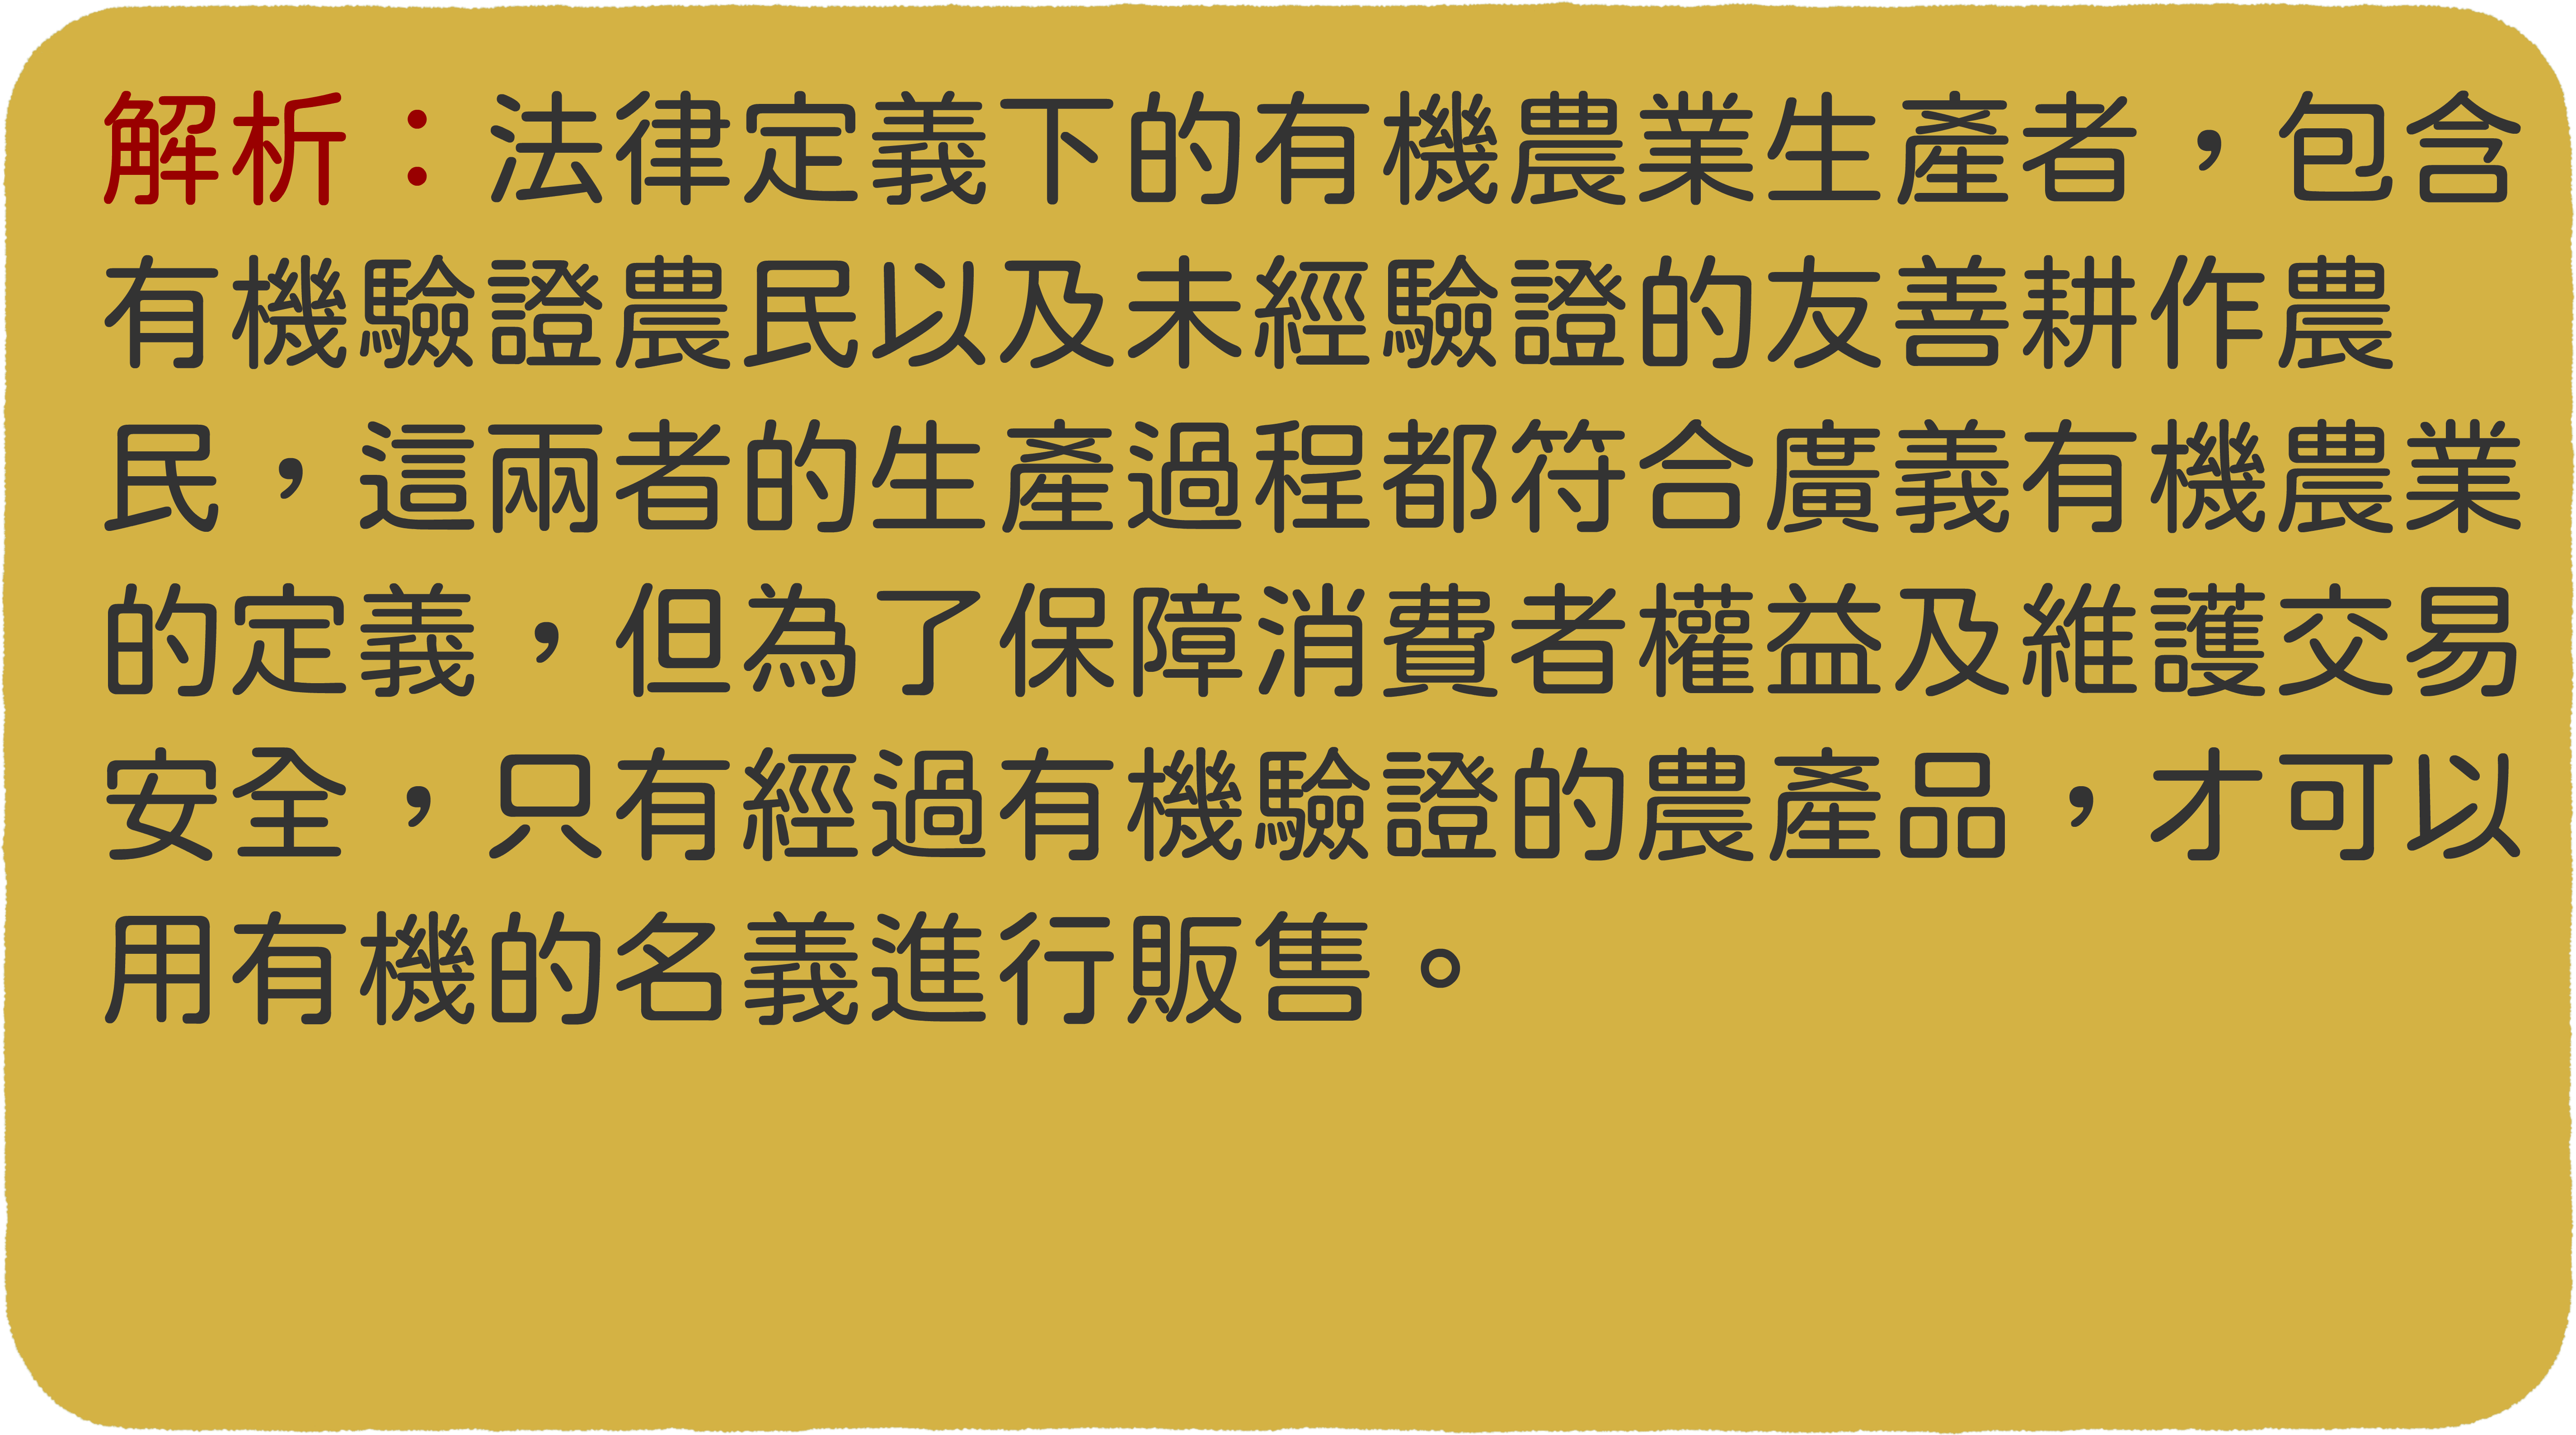 解析：法律定義下的有機農業生產者，包含
有機驗證農民以及未經驗證的友善耕作農
民，這兩者的生產過程都符合廣義有機農業
的定義，但為了保障消費者權益及維護交易
安全，只有經過有機驗證的農產品，才可以
用有機的名義進行販售。